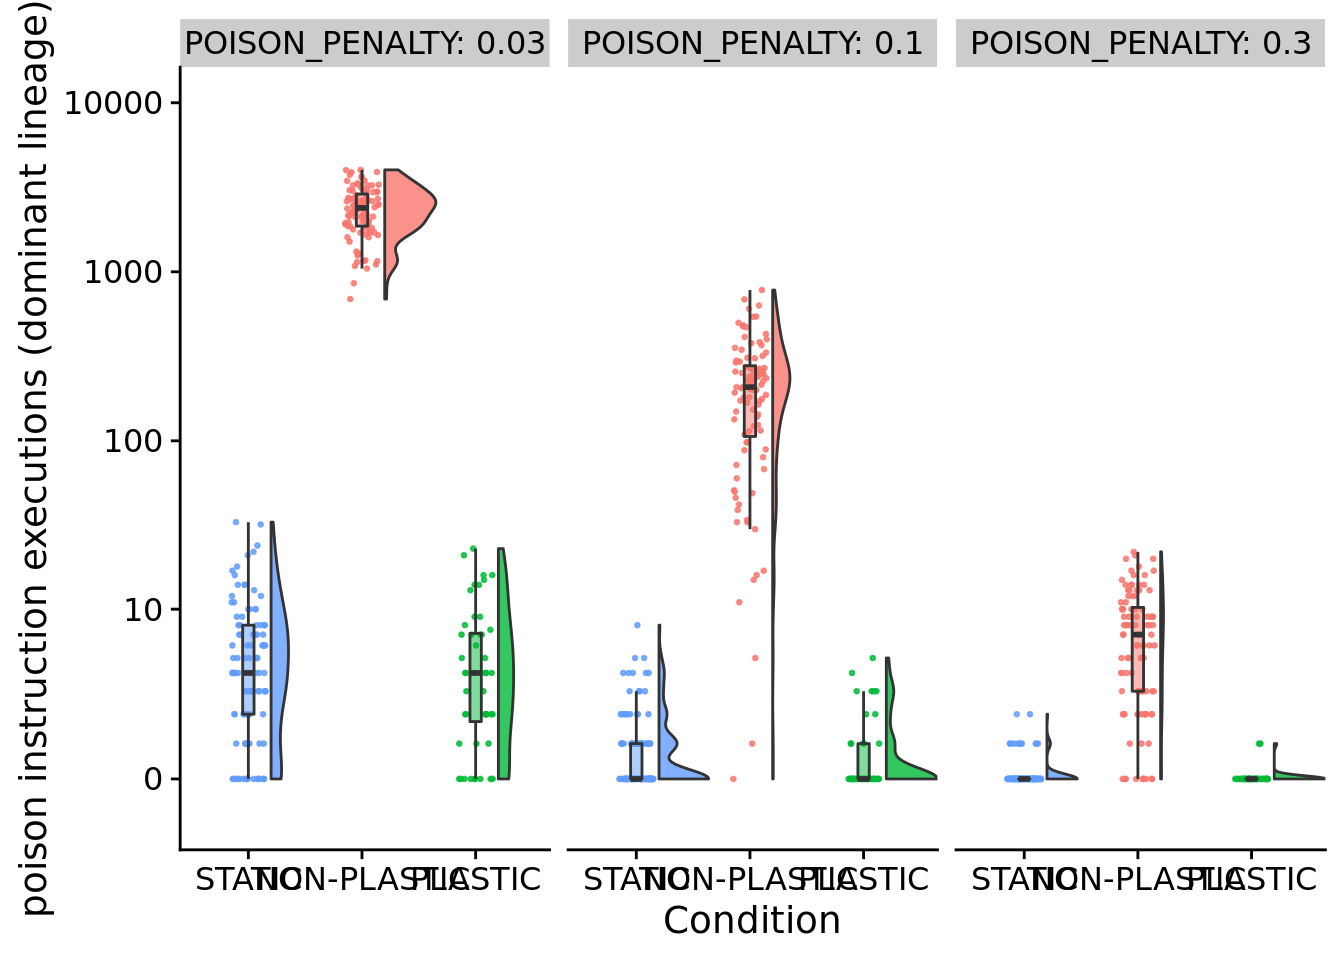 POISON_PENALTY: 0.03
POISON_PENALTY: 0.1
POISON_PENALTY: 0.3
poison instruction executions (dominant lineage)
10000
1000
100
10
0
STATIC NON-PLASTIC PLASTIC
STATIC NON-PLASTIC PLASTIC
STATIC NON-PLASTIC PLASTIC
Condition